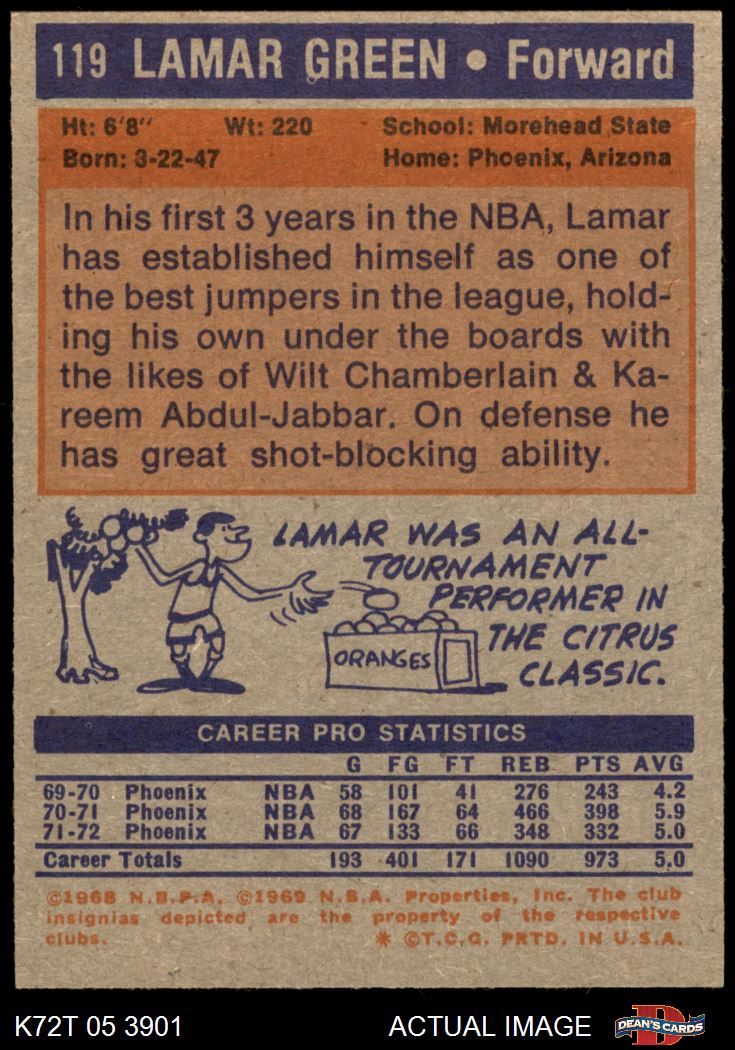 119 LAMAR GREEN • Forward
Ht: 6'8" Wt: 220 School: Morehead State
Born: 3-22-47 Home: Phoenix, Arizona
In his first 3 years in the NBA, Lamar
has established himself as one of
the best jumpers in the league, hold-
ing his own under the boards with
the likes of Wilt Chamberlain & Ka-
reem Abdul-Jabbar. On defense he
has great shot-blocking ability.
LAMAR WAS AN ALL-
TOURNAMENT
PERFORMER IN
THE CITRUS
CLASSIC.
ORANGES
CAREER PRO STATISTICS
G FG FT REB PTS AVG
69-70 Phoenix NBA 58 101 41 276 243 4.2
70-71 Phoenix NBA 68 167 64 466 398 5.9
71-72 Phoenix NBA 67 133 66 348 332 5.0
Career Totals 193 401 171 1090 973 5.0
©1968 N.B.P.A. ©1969 N.B.A. Properties, Inc. The club
insignias depicted are the property of the respective
clubs. * ©T.C.G. PRTD. IN U.S.A.
K72T 05 3901 ACTUAL IMAGE DEAN'S CARDS